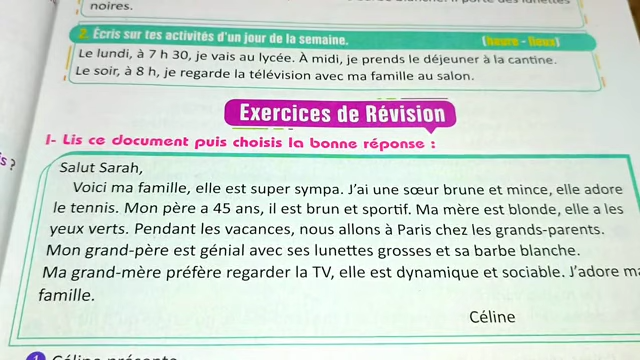 noires.
2. Écris sur tes activités d'un jour de la semaine. (heure - lieux)
Le lundi, à 7 h 30, je vais au lycée. À midi, je prends le déjeuner à la cantine.
Le soir, à 8 h, je regarde la télévision avec ma famille au salon.
Exercices de Révision
I- Lis ce document puis choisis la bonne réponse :
s ?
Salut Sarah,
Voici ma famille, elle est super sympa. J'ai une sœur brune et mince, elle adore
le tennis. Mon père a 45 ans, il est brun et sportif. Ma mère est blonde, elle a les
yeux verts. Pendant les vacances, nous allons à Paris chez les grands-parents.
Mon grand-père est génial avec ses lunettes grosses et sa barbe blanche.
Ma grand-mère préfère regarder la TV, elle est dynamique et sociable. J'adore ma
famille.
Céline
1 Céline présente